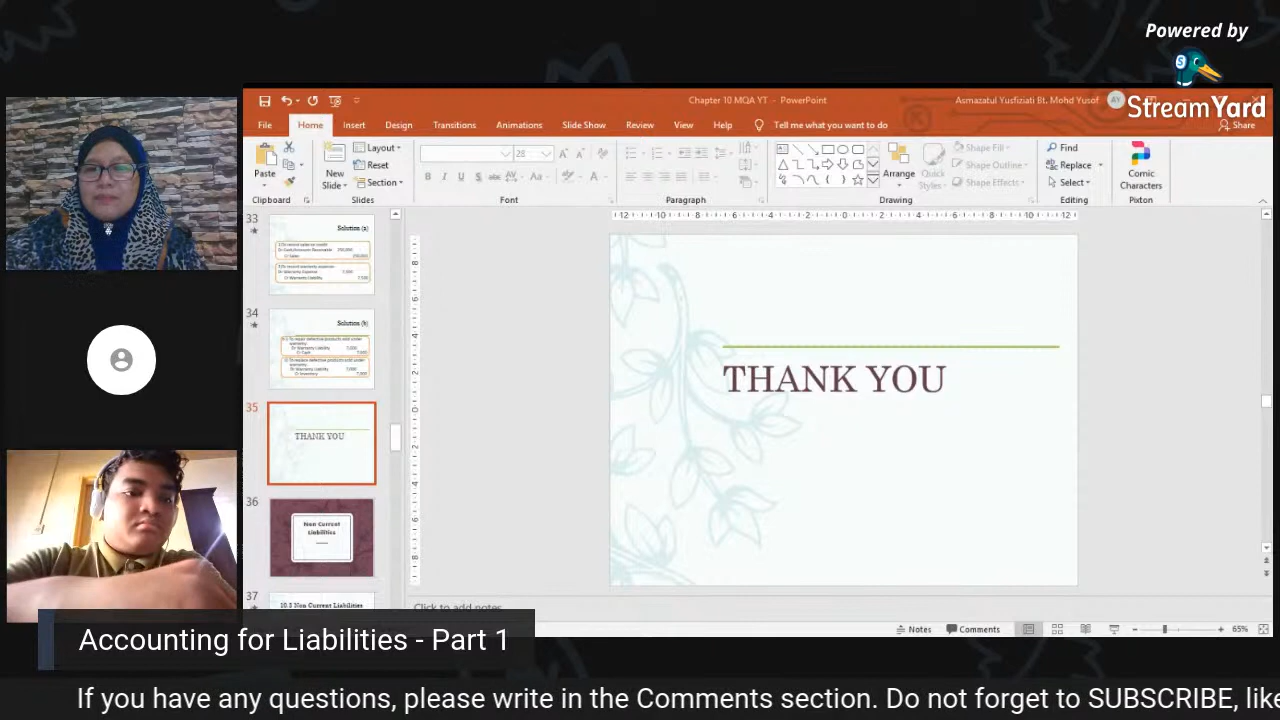 Powered by
StreamYard
Chapter 10 MQA YT - PowerPoint
Asmazatul Yusfiziati Bt. Mohd Yusof
AY
File Home Insert Design Transitions Animations Slide Show Review View Help Tell me what you want to do
Share
Paste
New
Slide
Layout
Reset
Section
28
B I U S
Arrange
Quick
Styles
Shape Fill
Shape Outline
Shape Effects
Find
Replace
Select
Comic
Characters
Clipboard Slides Font Paragraph Drawing Editing Pixton
33
Solution (a)
34
Solution (b)
35
THANK YOU
36
Non Current
Liabilities
37
10.3 Non Current Liabilities
THANK YOU
Click to add notes
Notes Comments 65%
Accounting for Liabilities - Part 1
If you have any questions, please write in the Comments section. Do not forget to SUBSCRIBE, like